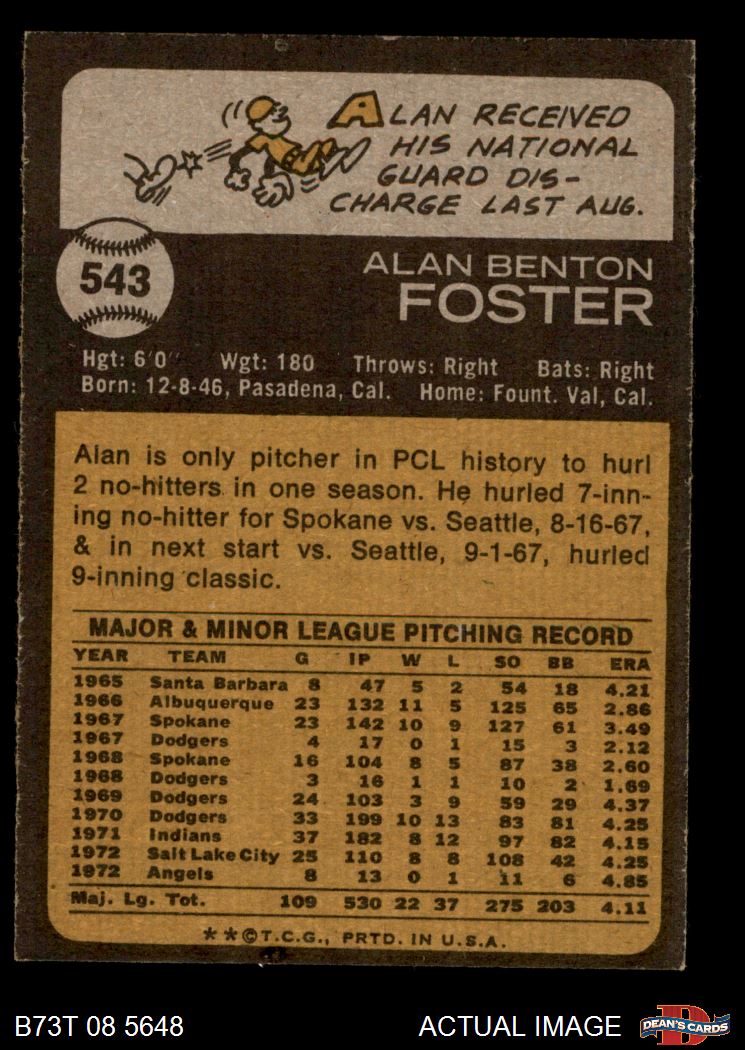 ALAN RECEIVED
HIS NATIONAL
GUARD DIS-
CHARGE LAST AUG.
543
ALAN BENTON
FOSTER
Hgt: 6'0" Wgt: 180 Throws: Right Bats: Right
Born: 12-8-46, Pasadena, Cal. Home: Fount. Val, Cal.
Alan is only pitcher in PCL history to hurl
2 no-hitters in one season. He hurled 7-inn-
ing no-hitter for Spokane vs. Seattle, 8-16-67,
& in next start vs. Seattle, 9-1-67, hurled
9-inning classic.
MAJOR & MINOR LEAGUE PITCHING RECORD
YEAR TEAM G IP W L SO BB ERA
1965 Santa Barbara 8 47 5 2 54 18 4.21
1966 Albuquerque 23 132 11 5 125 65 2.86
1967 Spokane 23 142 10 9 127 61 3.49
1967 Dodgers 4 17 0 1 15 3 2.12
1968 Spokane 16 104 8 5 87 38 2.60
1968 Dodgers 3 16 1 1 10 2 1.69
1969 Dodgers 24 103 3 9 59 29 4.37
1970 Dodgers 33 199 10 13 83 81 4.25
1971 Indians 37 182 8 12 97 82 4.15
1972 Salt Lake City 25 110 8 8 108 42 4.25
1972 Angels 8 13 0 1 11 6 4.85
Maj. Lg. Tot. 109 530 22 37 275 203 4.11
**©T.C.G., PRTD. IN U.S.A.
B73T 08 5648 ACTUAL IMAGE DEAN'S CARDS